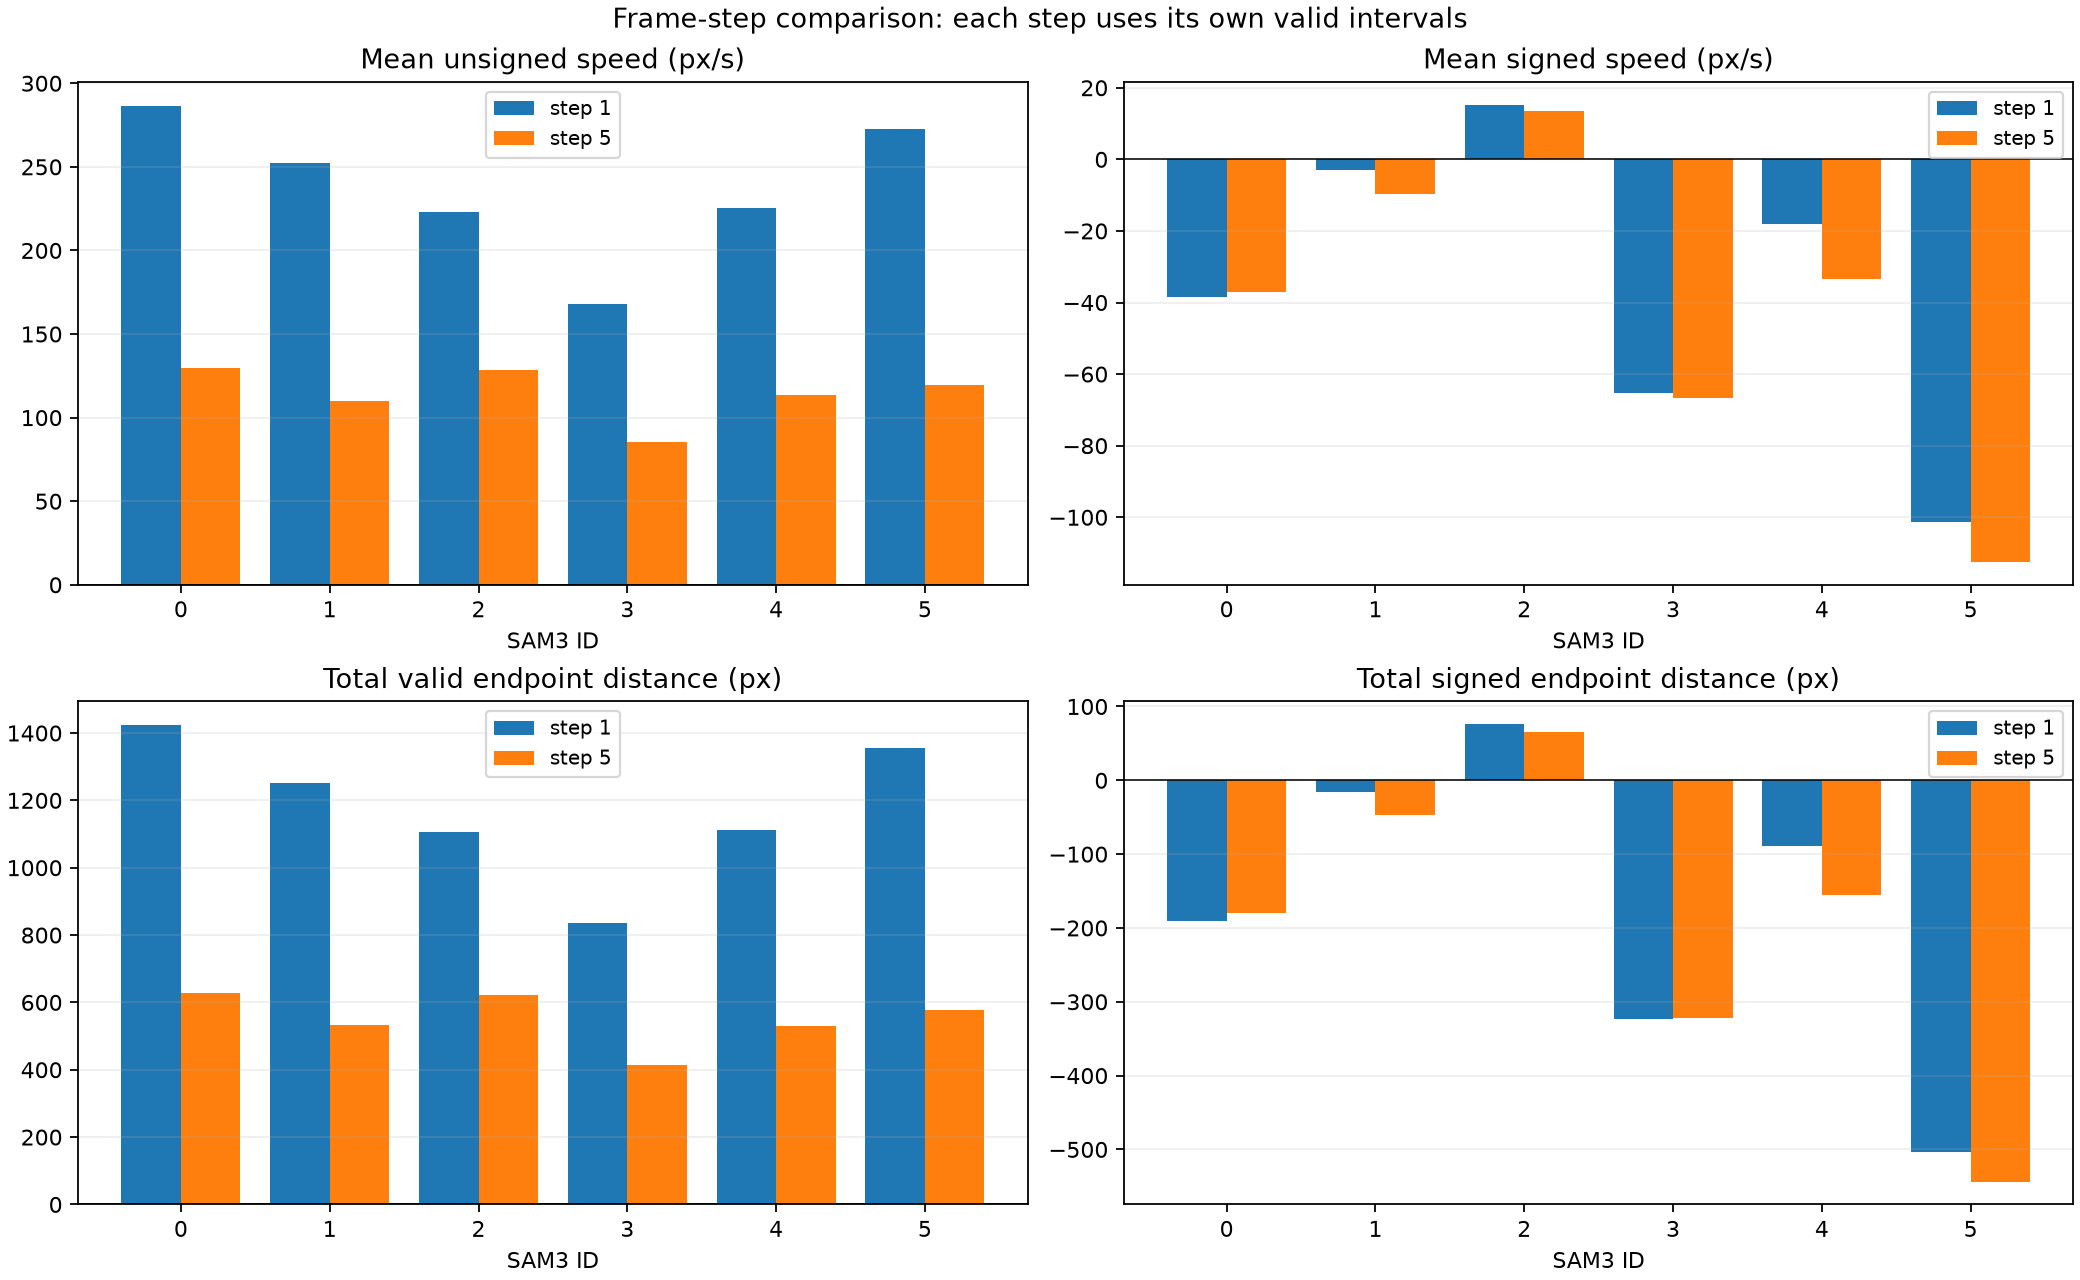 Frame-step comparison: each step uses its own valid intervals
Mean unsigned speed (px/s)
300
250
200
150
100
50
0
step 1
step 5
0 1 2 3 4 5
SAM3 ID
Mean signed speed (px/s)
20
0
−20
−40
−60
−80
−100
step 1
step 5
0 1 2 3 4 5
SAM3 ID
Total valid endpoint distance (px)
1400
1200
1000
800
600
400
200
0
step 1
step 5
0 1 2 3 4 5
SAM3 ID
Total signed endpoint distance (px)
100
0
−100
−200
−300
−400
−500
step 1
step 5
0 1 2 3 4 5
SAM3 ID